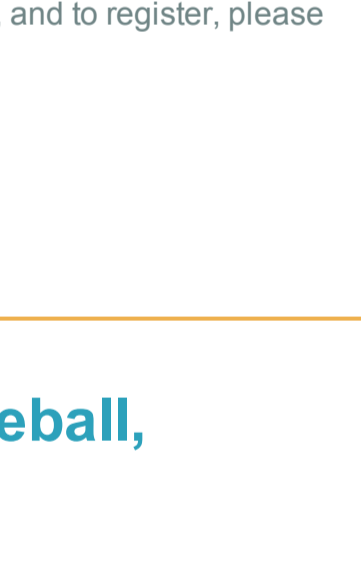 , and to register, please
eball,